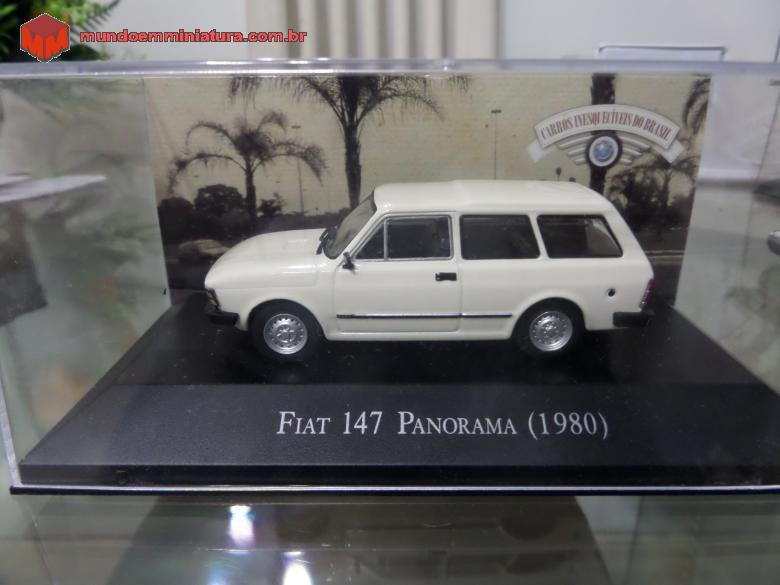 mundoemminiatura.com.br
CARROS INESQUECÍVEIS DO BRASIL
FIAT 147 PANORAMA (1980)